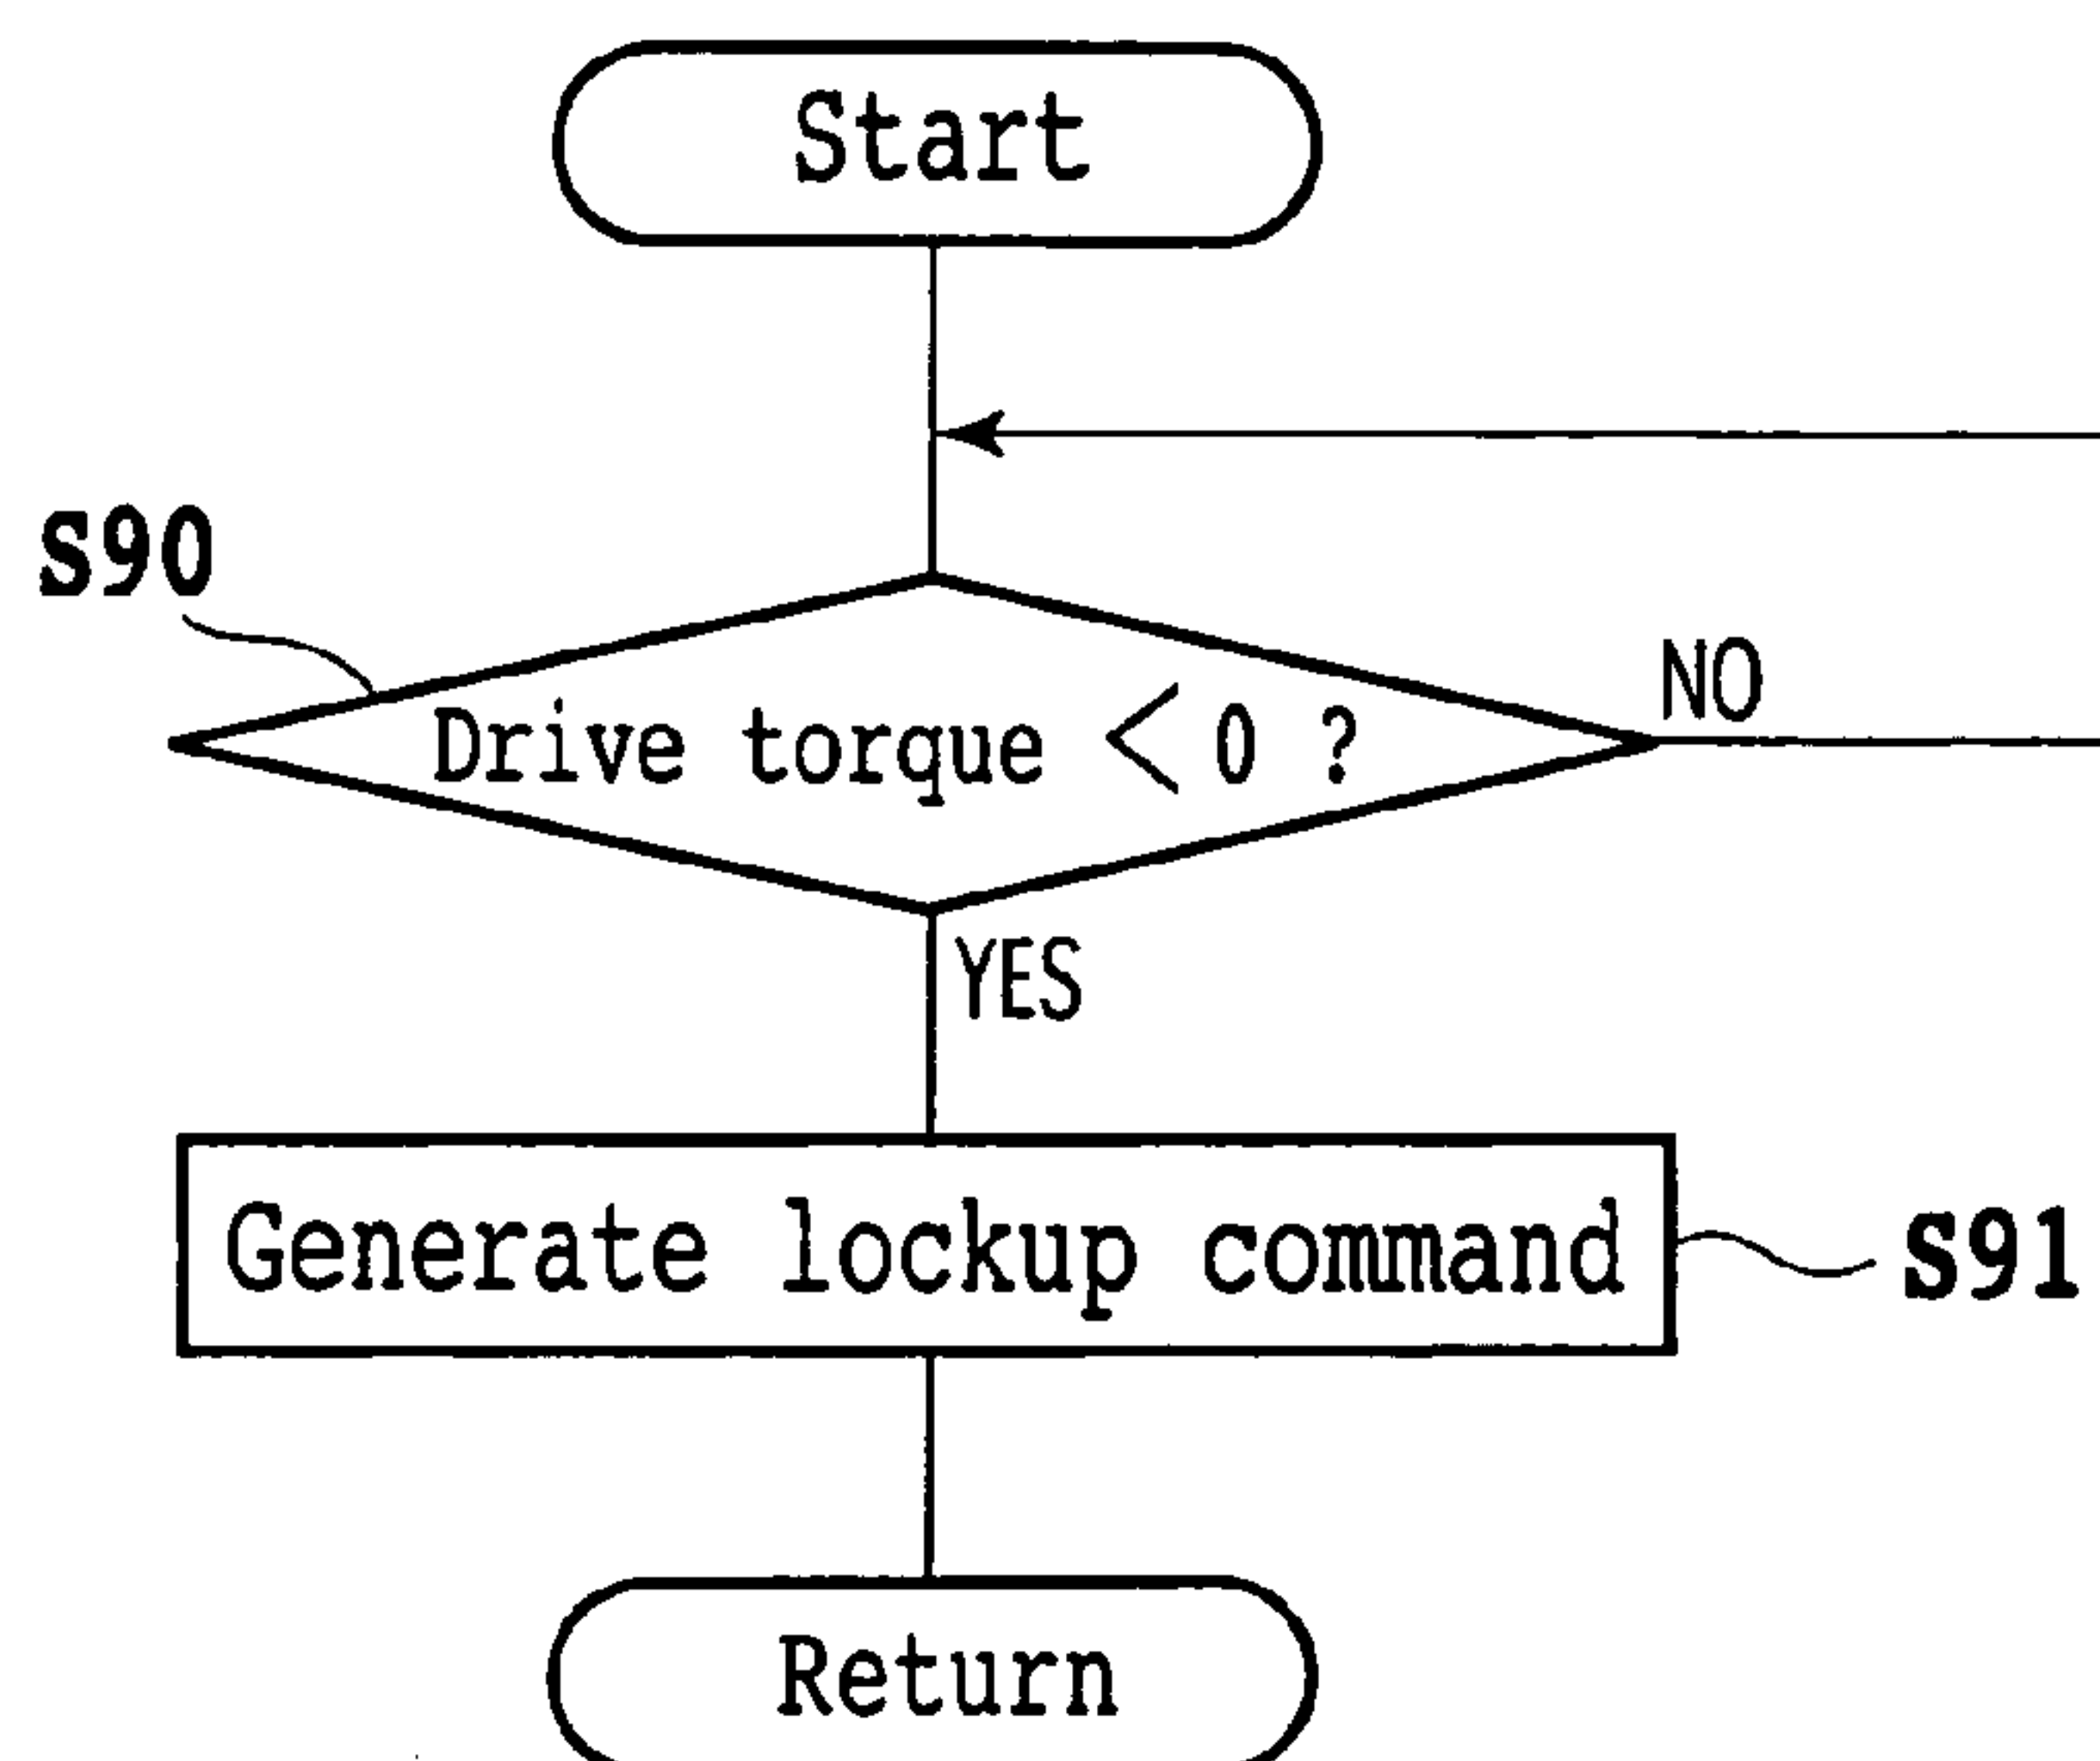 Start
S90
NO
Drive torque < 0 ?
YES
Generate lockup command
S91
Return